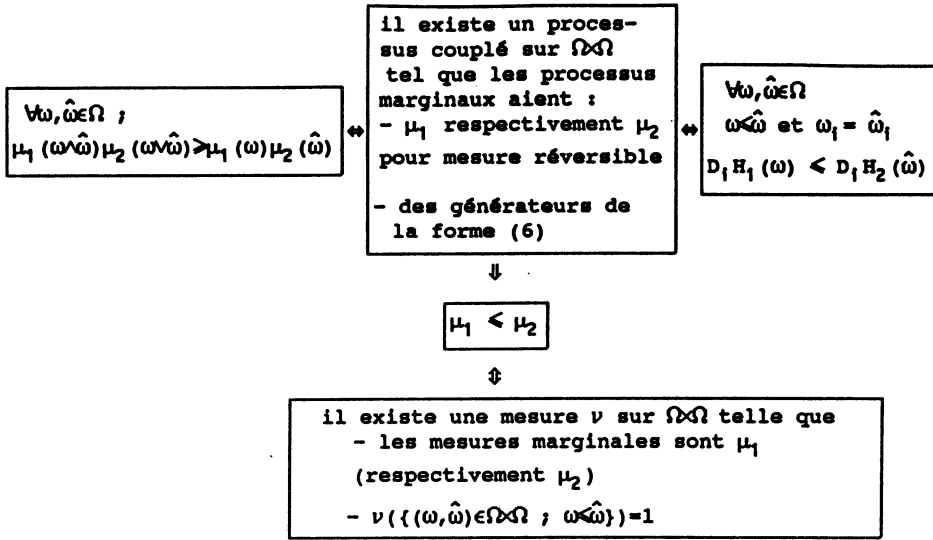 ∀ω,ω̂∈Ω ;
μ₁(ω∧ω̂)μ₂(ω∨ω̂)⩾μ₁(ω)μ₂(ω̂)
⇔
il existe un proces-
sus couplé sur Ω×Ω
tel que les processus
marginaux aient :
- μ₁ respectivement μ₂
pour mesure réversible
- des générateurs de
la forme (6)
⇔
∀ω,ω̂∈Ω
ω⩽ω̂ et ωᵢ= ω̂ᵢ
DᵢH₁(ω) ⩽ DᵢH₂(ω̂)
⇓
μ₁ ⩽ μ₂
⇕
il existe une mesure ν sur Ω×Ω telle que
- les mesures marginales sont μ₁
(respectivement μ₂)
- ν({(ω,ω̂)∈Ω×Ω ; ω⩽ω̂})=1